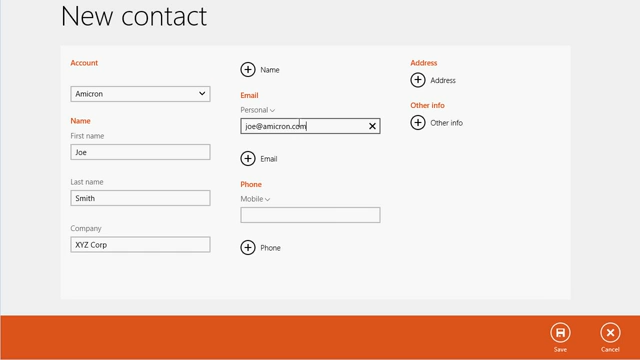 New contact
Account
Amicron
Name
First name
Joe
Last name
Smith
Company
XYZ Corp
Name
Email
Personal
joe@amicron.com
Email
Phone
Mobile
Phone
Address
Address
Other info
Other info
Save
Cancel